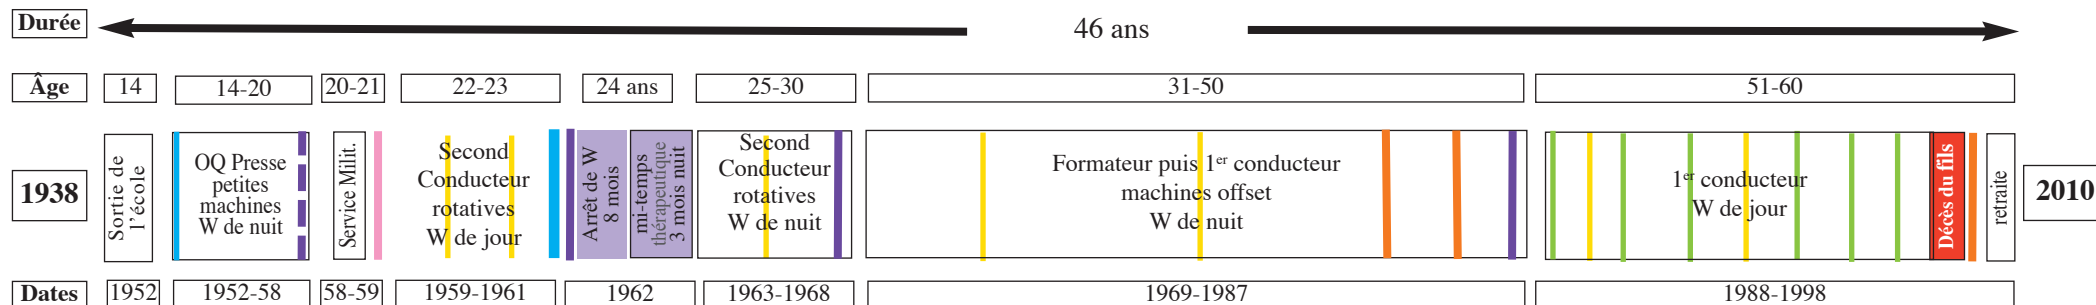 Durée
46 ans
Âge
14
14-20
20-21
22-23
24 ans
25-30
31-50
51-60
1938
Sortie de
l'école
OQ Presse
petites
machines
W de nuit
Service Milit.
Second
Conducteur
rotatives
W de jour
Arrêt de W
8 mois
mi-temps
thérapeutique
3 mois nuit
Second
Conducteur
rotatives
W de nuit
Formateur puis 1er conducteur
machines offset
W de nuit
1er conducteur
W de jour
Décès du fils
retraite
2010
Dates
1952
1952-58
58-59
1959-1961
1962
1963-1968
1969-1987
1988-1998